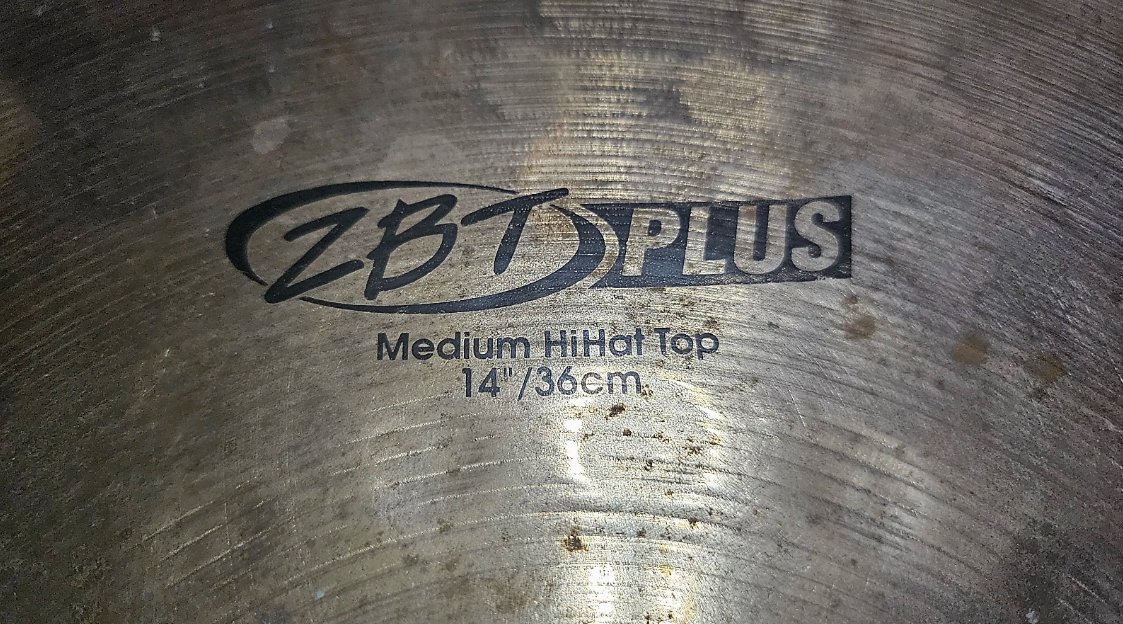 ZBT PLUS
Medium HiHat Top
14"/36cm